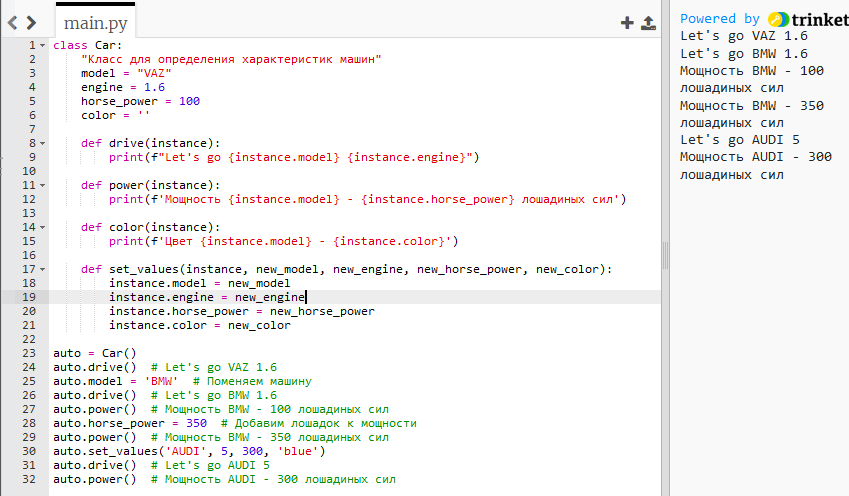 main.py
1 class Car:
2 "Класс для определения характеристик машин"
3 model = "VAZ"
4 engine = 1.6
5 horse_power = 100
6 color = ''
7
8 def drive(instance):
9 print(f"Let's go {instance.model} {instance.engine}")
10
11 def power(instance):
12 print(f'Мощность {instance.model} - {instance.horse_power} лошадиных сил')
13
14 def color(instance):
15 print(f'Цвет {instance.model} - {instance.color}')
16
17 def set_values(instance, new_model, new_engine, new_horse_power, new_color):
18 instance.model = new_model
19 instance.engine = new_engine
20 instance.horse_power = new_horse_power
21 instance.color = new_color
22
23 auto = Car()
24 auto.drive()  # Let's go VAZ 1.6
25 auto.model = 'BMW'  # Поменяем машину
26 auto.drive()  # Let's go BMW 1.6
27 auto.power()  # Мощность BMW - 100 лошадиных сил
28 auto.horse_power = 350  # Добавим лошадок к мощности
29 auto.power()  # Мощность BMW - 350 лошадиных сил
30 auto.set_values('AUDI', 5, 300, 'blue')
31 auto.drive()  # Let's go AUDI 5
32 auto.power()  # Мощность AUDI - 300 лошадиных сил
Powered by trinket
Let's go VAZ 1.6
Let's go BMW 1.6
Мощность BMW - 100
лошадиных сил
Мощность BMW - 350
лошадиных сил
Let's go AUDI 5
Мощность AUDI - 300
лошадиных сил